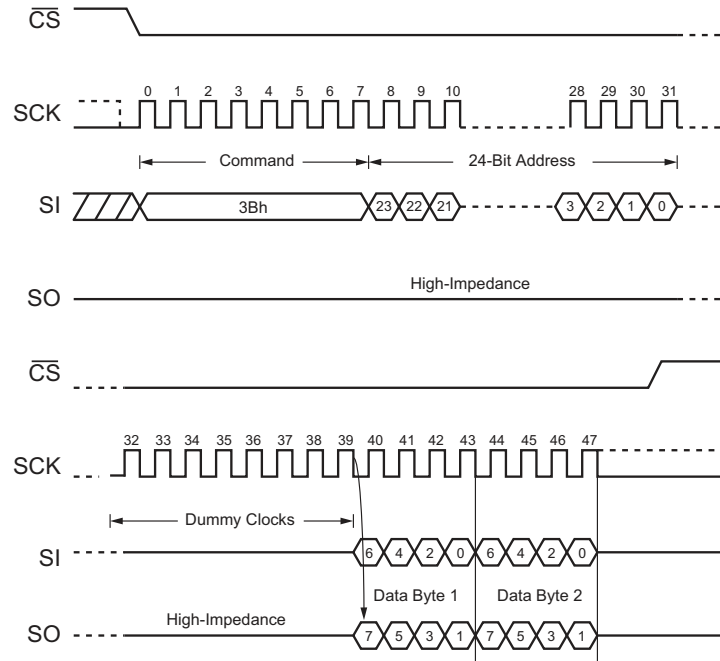 CS
0 1 2 3 4 5 6 7 8 9 10 28 29 30 31
SCK
Command 24-Bit Address
SI 3Bh 23 22 21 3 2 1 0
High-Impedance
SO
CS
32 33 34 35 36 37 38 39 40 41 42 43 44 45 46 47
SCK
Dummy Clocks
SI 6 4 2 0 6 4 2 0
Data Byte 1 Data Byte 2
High-Impedance
SO 7 5 3 1 7 5 3 1